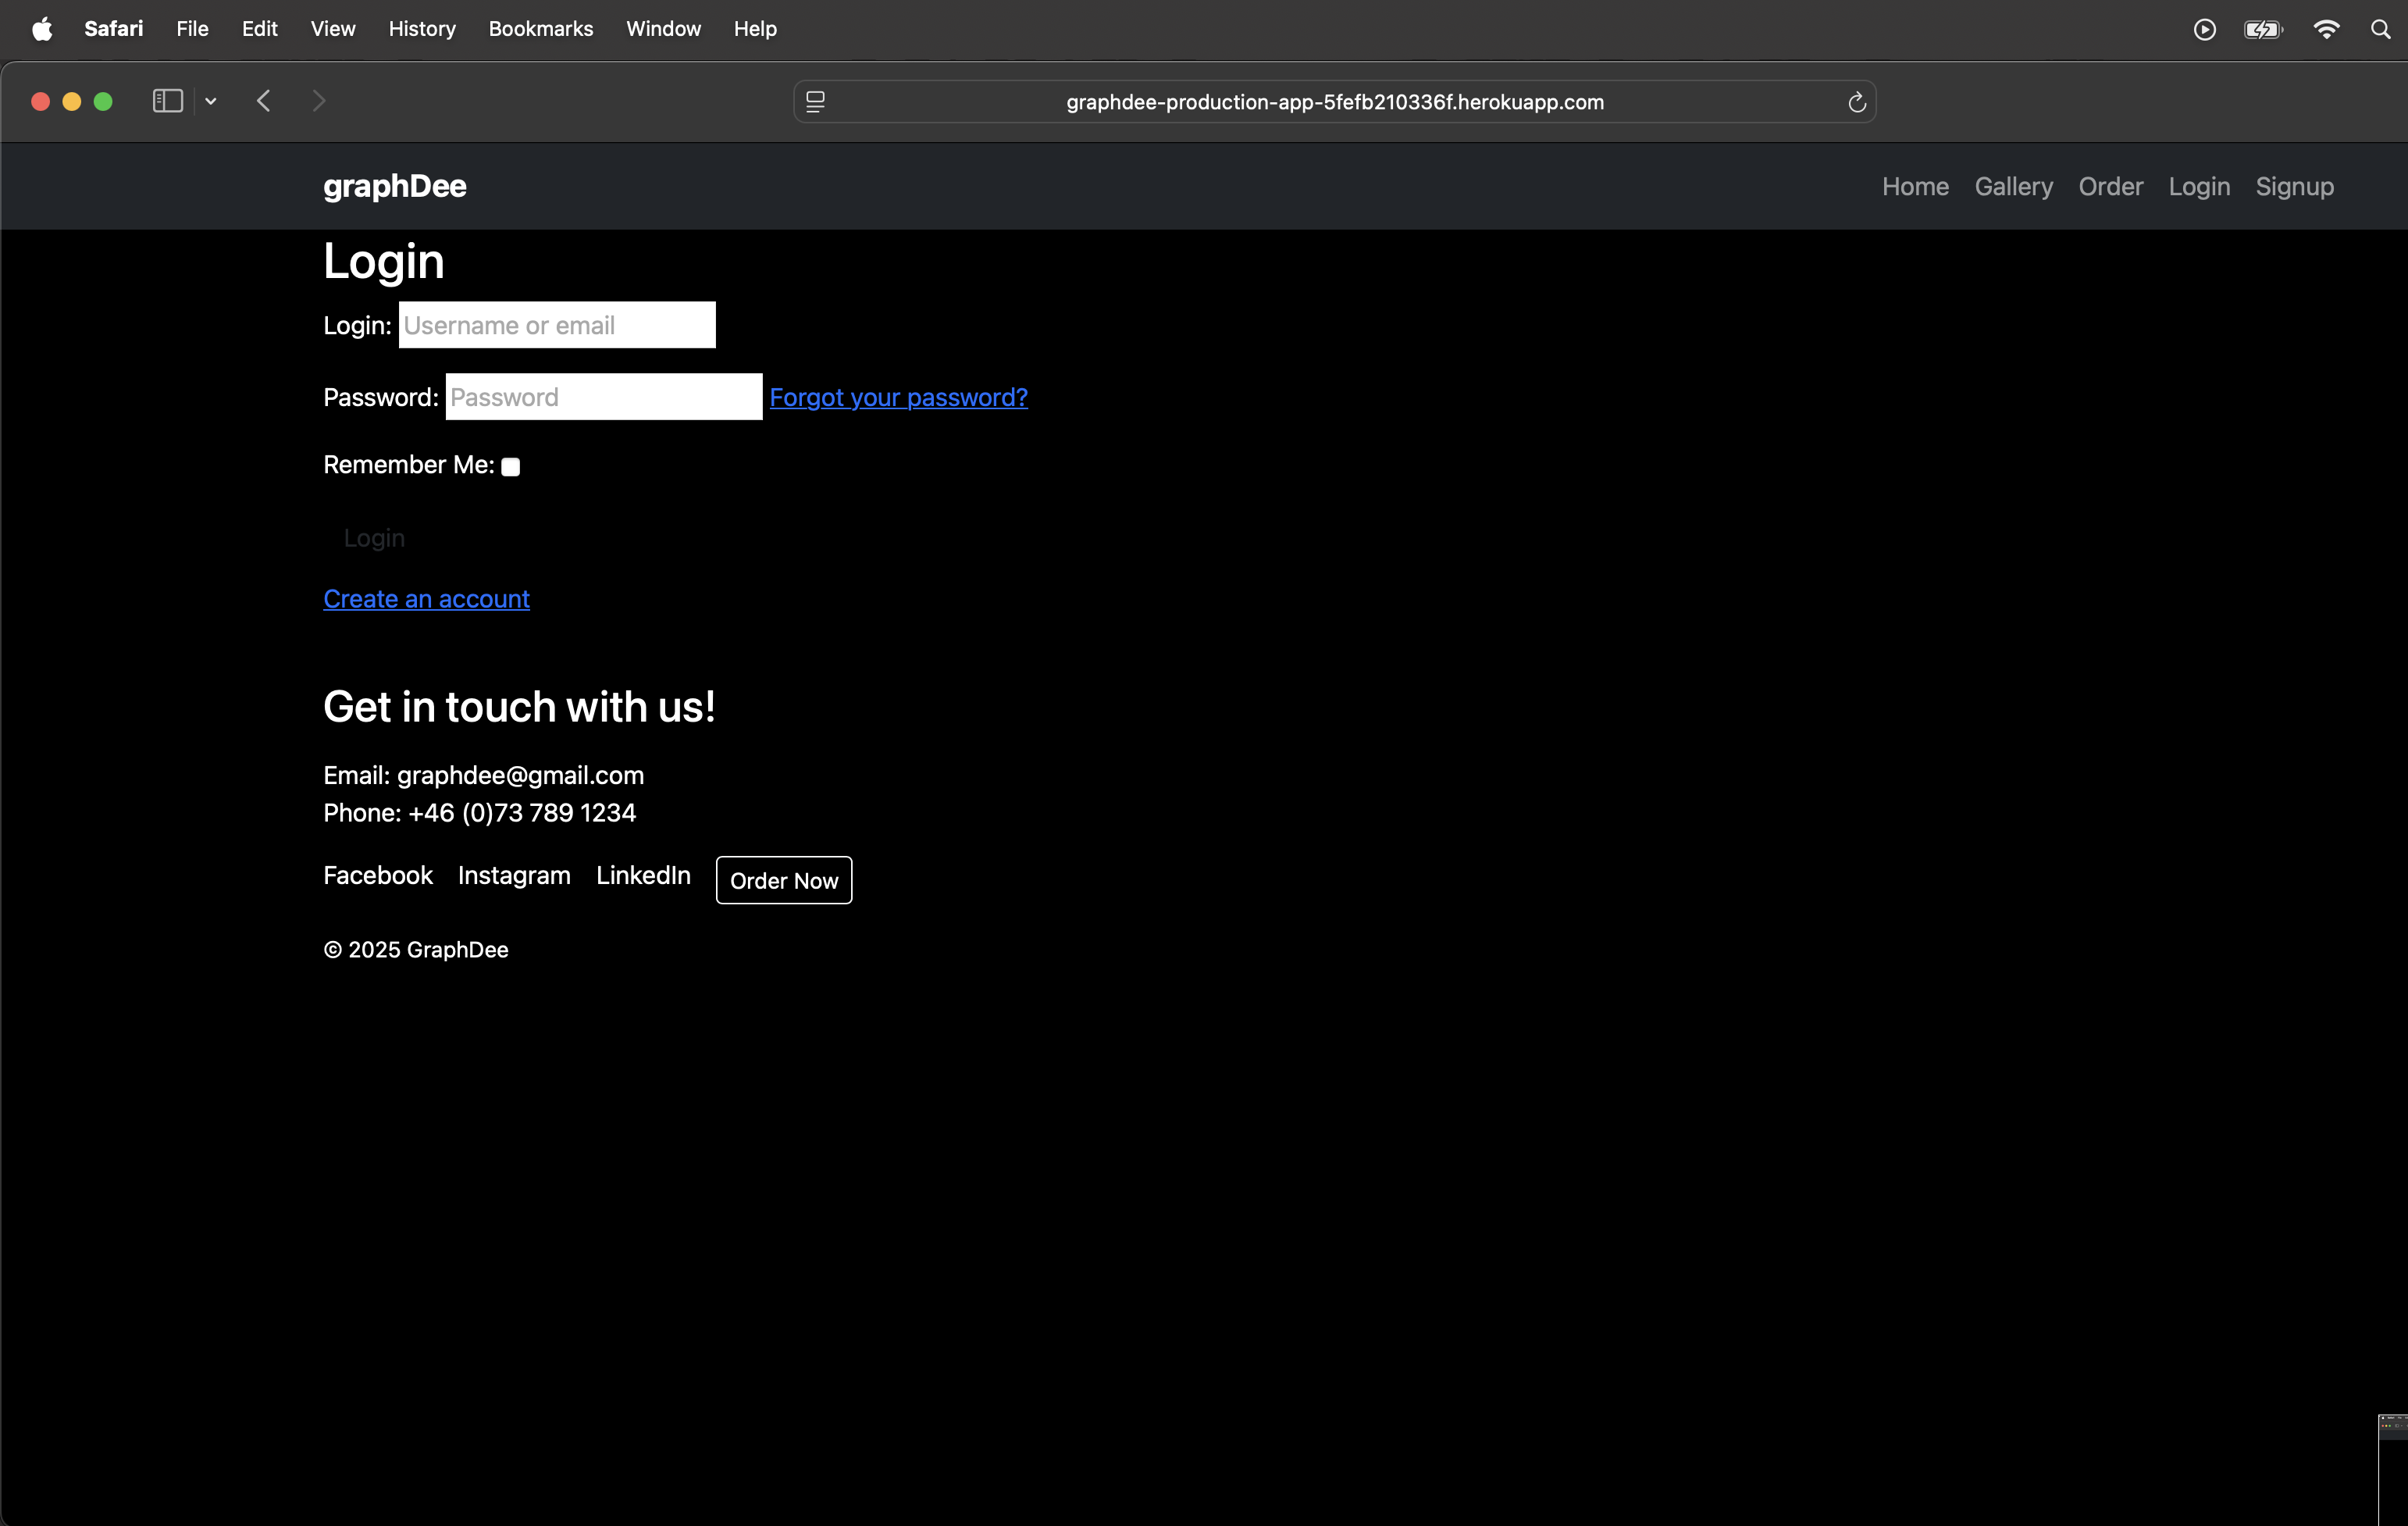 Safari File Edit View History Bookmarks Window Help
graphdee-production-app-5fefb210336f.herokuapp.com
graphDee Home Gallery Order Login Signup
Login
Login: Username or email
Password: Password Forgot your password?
Remember Me:
Login
Create an account
Get in touch with us!
Email: graphdee@gmail.com
Phone: +46 (0)73 789 1234
Facebook Instagram LinkedIn Order Now
© 2025 GraphDee